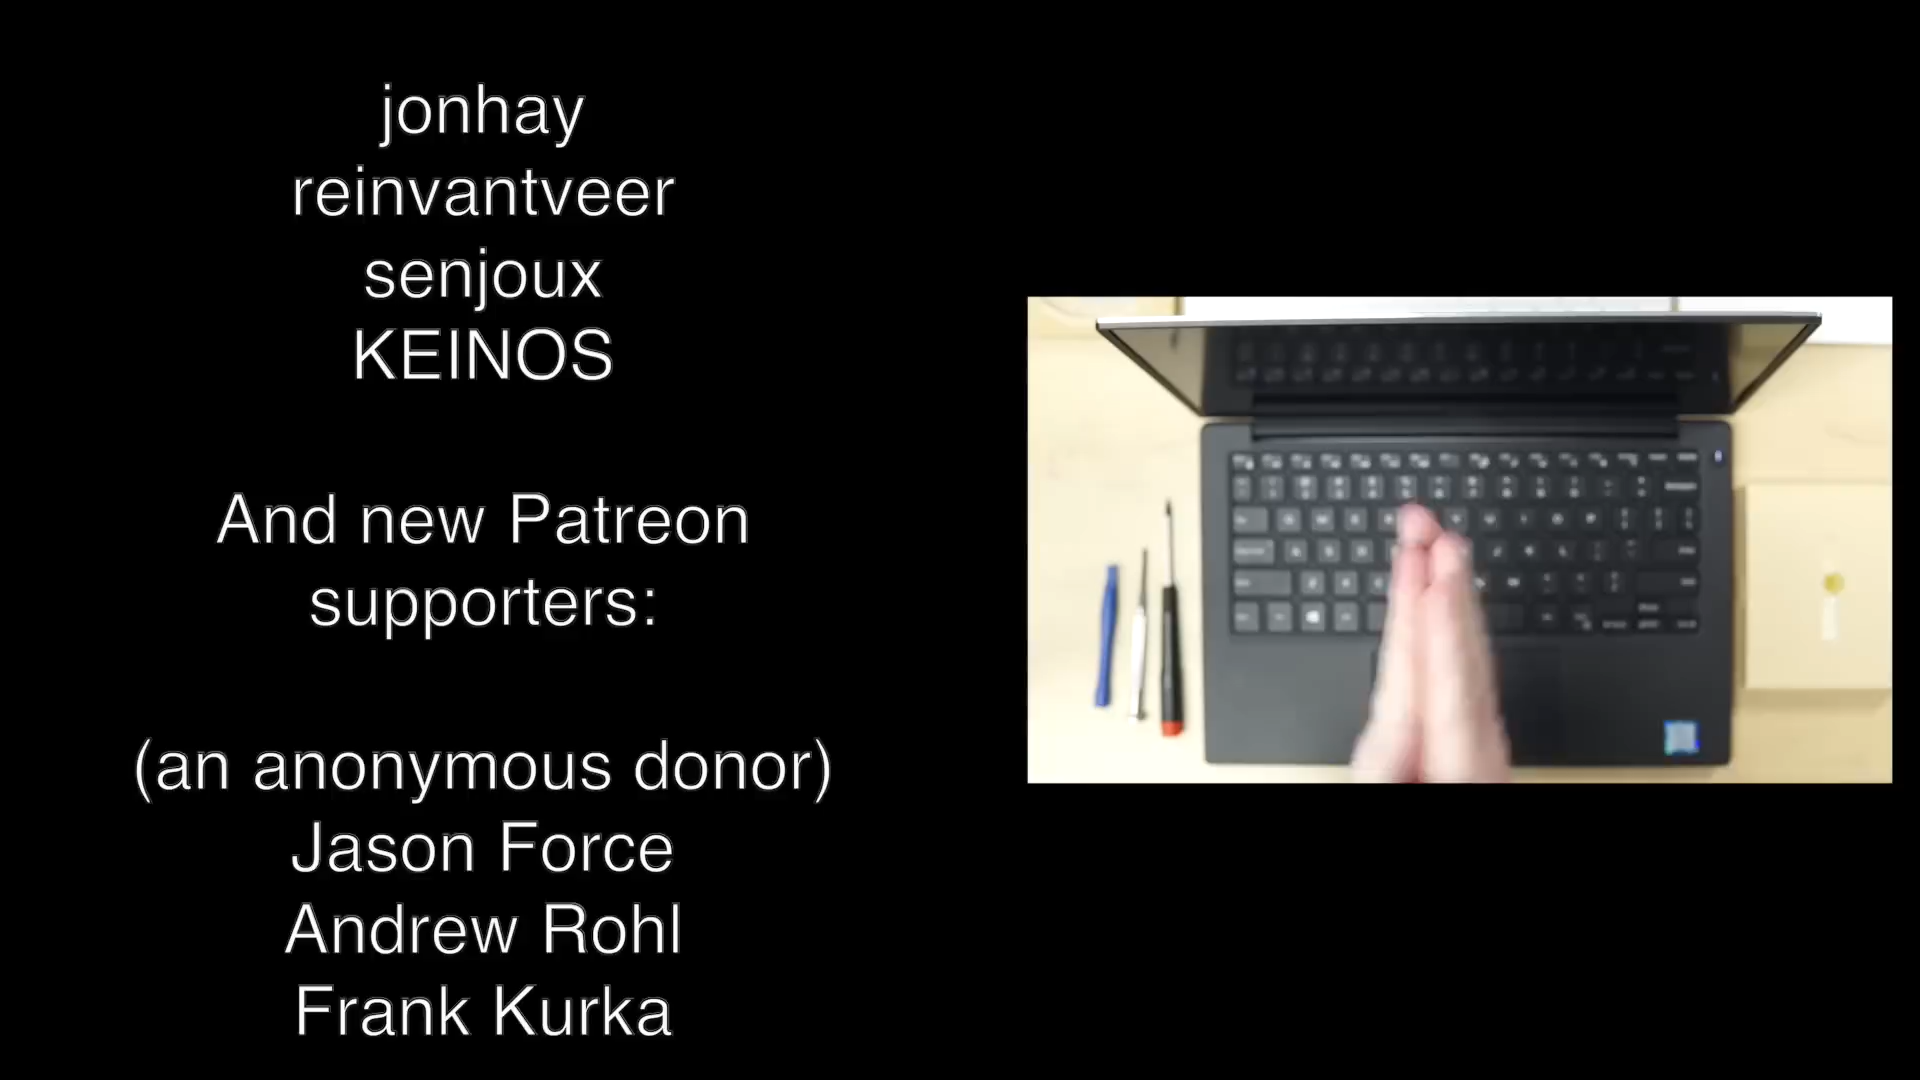 jonhay
reinvantveer
senjoux
KEINOS
And new Patreon
supporters:
(an anonymous donor)
Jason Force
Andrew Rohl
Frank Kurka